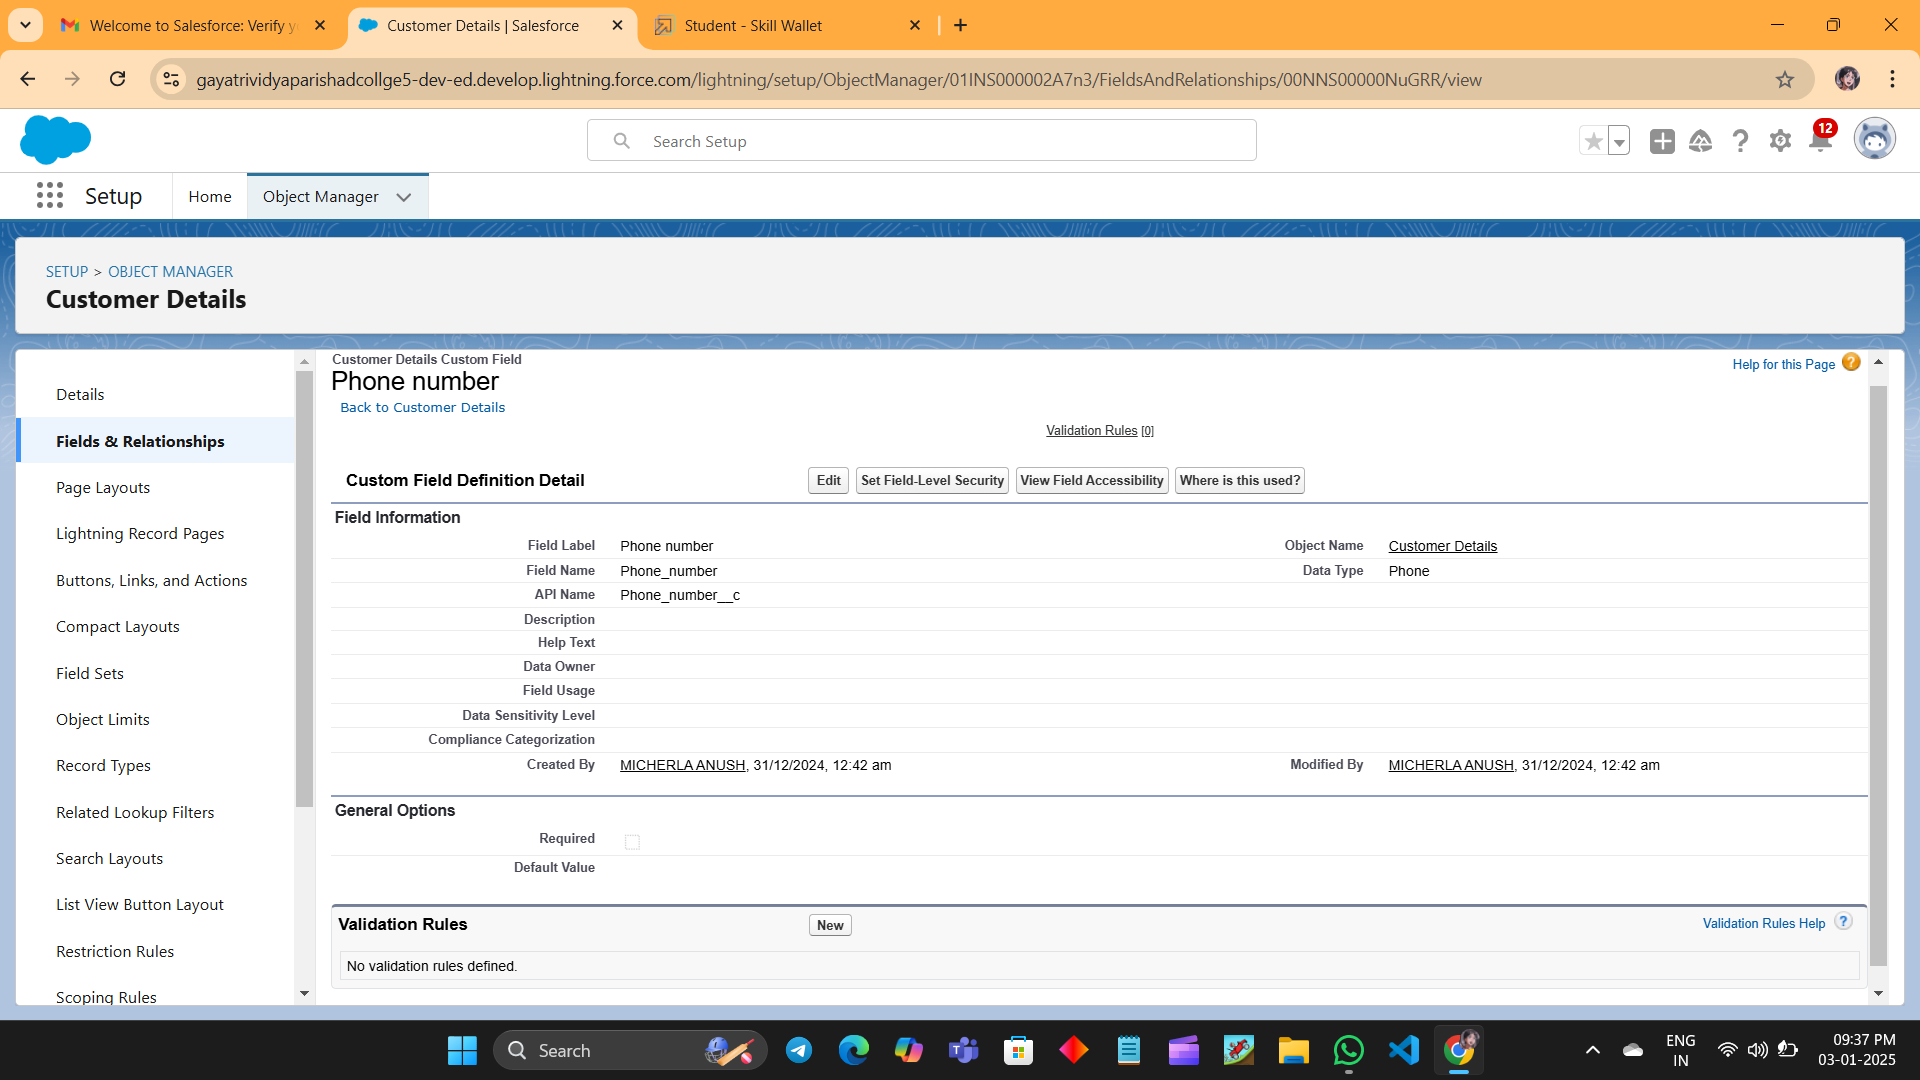 Welcome to Salesforce: Verify y
Customer Details | Salesforce
Student - Skill Wallet
gayatrividyaparishadcollge5-dev-ed.develop.lightning.force.com/lightning/setup/ObjectManager/01INS000002A7n3/FieldsAndRelationships/00NNS00000NuGRR/view
Search Setup
12
Setup
Home
Object Manager
SETUP > OBJECT MANAGER
Customer Details
Details
Fields & Relationships
Page Layouts
Lightning Record Pages
Buttons, Links, and Actions
Compact Layouts
Field Sets
Object Limits
Record Types
Related Lookup Filters
Search Layouts
List View Button Layout
Restriction Rules
Scoping Rules
Customer Details Custom Field
Phone number
Back to Customer Details
Help for this Page ?
Validation Rules [0]
Custom Field Definition Detail
Edit
Set Field-Level Security
View Field Accessibility
Where is this used?
Field Information
Field Label Phone number Object Name Customer Details
Field Name Phone_number Data Type Phone
API Name Phone_number__c
Description
Help Text
Data Owner
Field Usage
Data Sensitivity Level
Compliance Categorization
Created By MICHERLA ANUSH, 31/12/2024, 12:42 am Modified By MICHERLA ANUSH, 31/12/2024, 12:42 am
General Options
Required
Default Value
Validation Rules New Validation Rules Help ?
No validation rules defined.
Search
ENG
IN
09:37 PM
03-01-2025